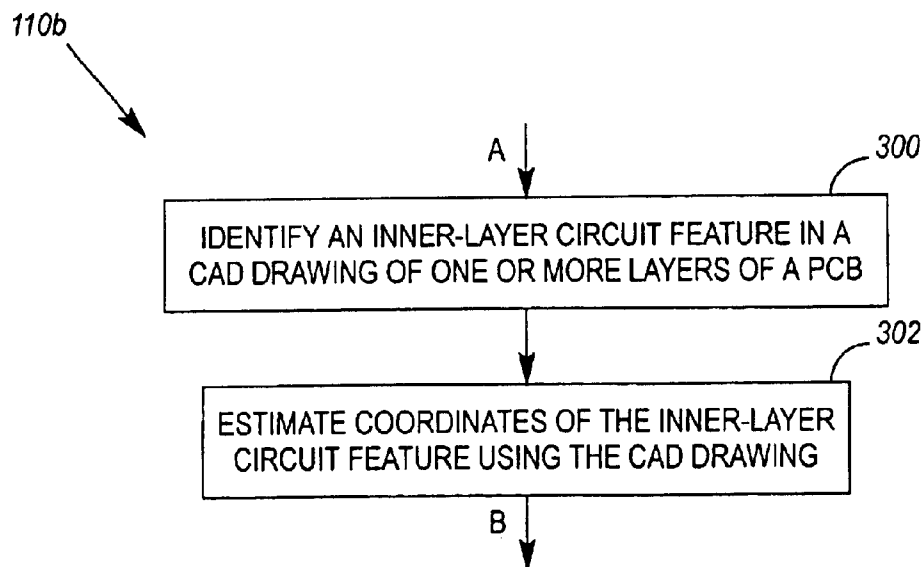 110b
A
300
IDENTIFY AN INNER-LAYER CIRCUIT FEATURE IN A
CAD DRAWING OF ONE OR MORE LAYERS OF A PCB
302
ESTIMATE COORDINATES OF THE INNER-LAYER
CIRCUIT FEATURE USING THE CAD DRAWING
B